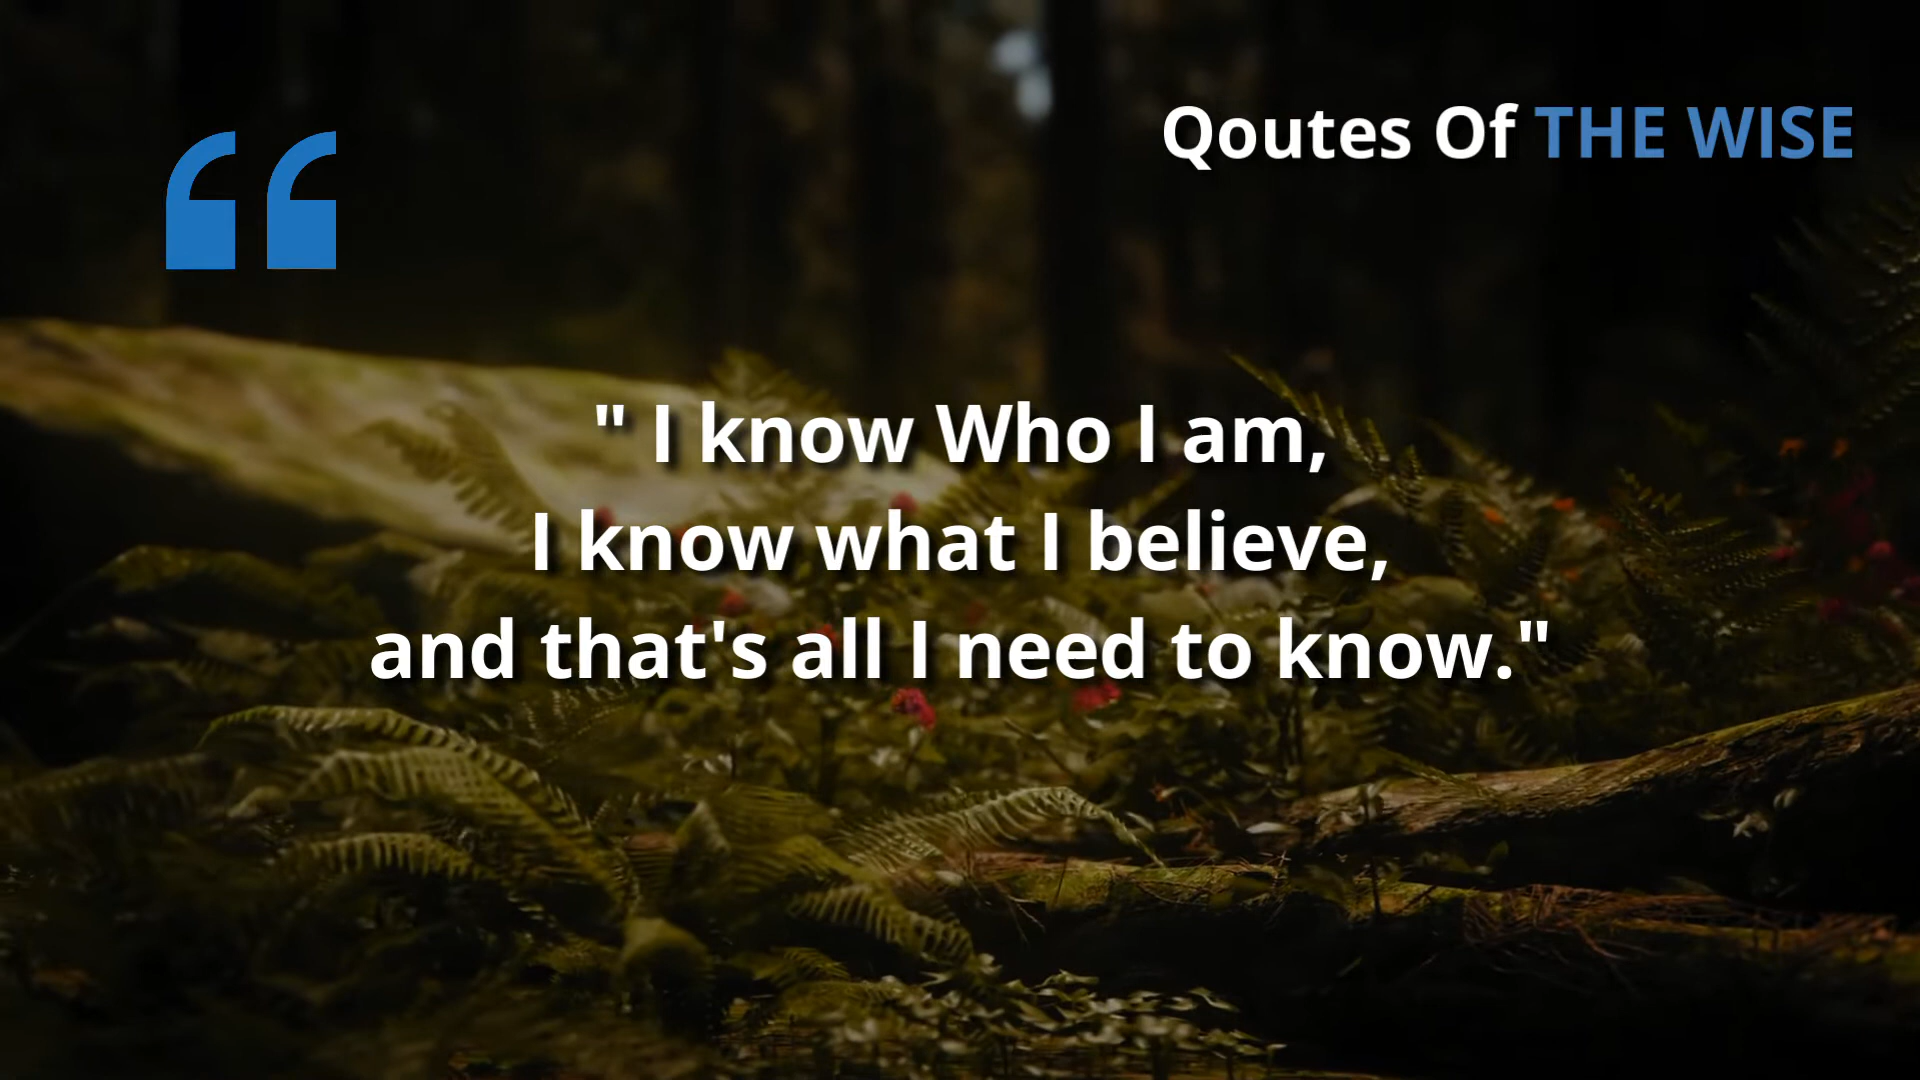 Qoutes Of THE WISE
" I know Who I am,
I know what I believe,
and that's all I need to know."